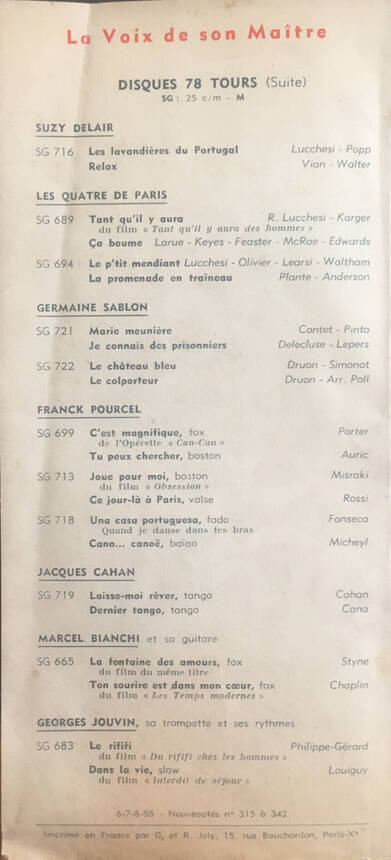 La Voix de son Maître
DISQUES 78 TOURS (Suite)
SG : 25 c/m - M
SUZY DELAIR
SG 716 Les lavandières du Portugal Lucchesi - Popp
Relax Vian - Walter
LES QUATRE DE PARIS
SG 689 Tant qu'il y aura R. Lucchesi - Karger
du film « Tant qu'il y aura des hommes »
Ça boume Larue - Keyes - Feaster - McRae - Edwards
SG 694 Le p'tit mendiant Lucchesi - Olivier - Learsi - Waltham
La promenade en traîneau Plante - Anderson
GERMAINE SABLON
SG 721 Marie meunière Contet - Pinto
Je connais des prisonniers Delecluse - Lepers
SG 722 Le château bleu Druon - Simonot
Le colporteur Druon - Arr. Poll
FRANCK POURCEL
SG 699 C'est magnifique, fox Porter
de l'Opérette « Can-Can »
Tu peux chercher, boston Auric
SG 713 Joue pour moi, boston Misraki
du film « Obsession »
Ce jour-là à Paris, valse Rossi
SG 718 Una casa portuguesa, fado Fonseca
Quand je danse dans tes bras
Cano... canoë, baïao Micheyl
JACQUES CAHAN
SG 719 Laisse-moi rêver, tango Cahan
Dernier tango, tango Cana
MARCEL BIANCHI et sa guitare
SG 665 La fontaine des amours, fox Styne
du film du même titre
Ton sourire est dans mon cœur, fox Chaplin
du film « Les Temps modernes »
GEORGES JOUVIN, sa trompette et ses rythmes
SG 683 Le rififi Philippe-Gérard
du film « Du rififi chez les hommes »
Dans la vie, slow Louiguy
du film « Interdit de séjour »
6-7-8-55 - Nouveautés n° 315 à 342
Imprimé en France par G, et R. Joly, 15, rue Bouchardon, Paris-Xe